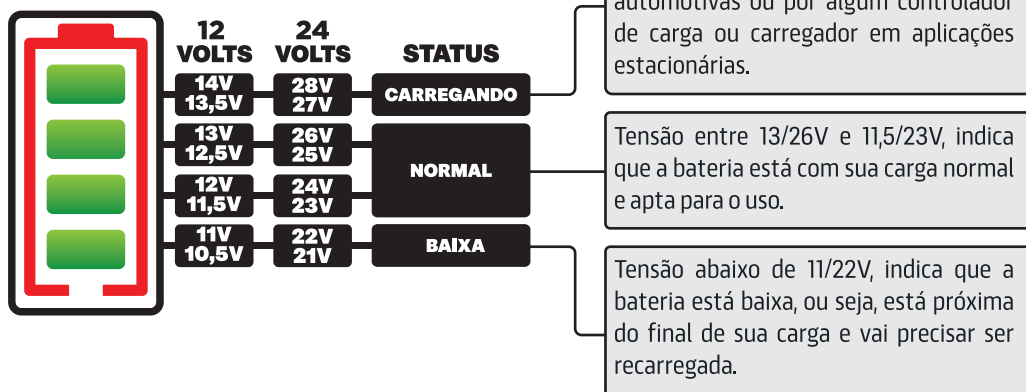 12
VOLTS
24
VOLTS
STATUS
14V
13,5V
28V
27V
CARREGANDO
13V
12,5V
26V
25V
12V
11,5V
24V
23V
NORMAL
11V
10,5V
22V
21V
BAIXA
automotivas ou por algum controlador
de carga ou carregador em aplicações
estacionárias.
Tensão entre 13/26V e 11,5/23V, indica
que a bateria está com sua carga normal
e apta para o uso.
Tensão abaixo de 11/22V, indica que a
bateria está baixa, ou seja, está próxima
do final de sua carga e vai precisar ser
recarregada.